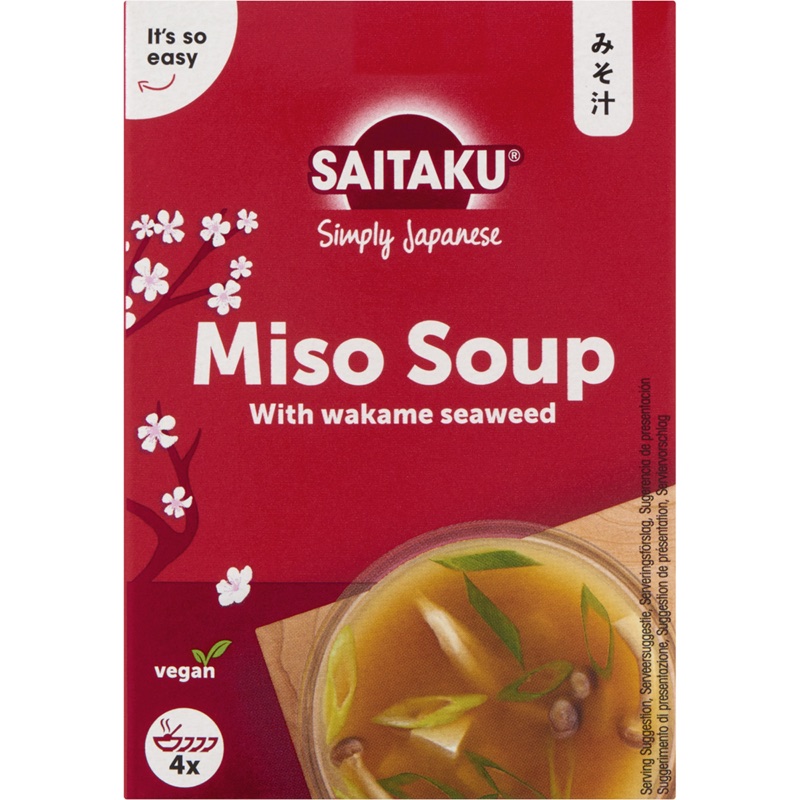 It's so
easy
みそ汁
SAITAKU®
Simply Japanese
Miso Soup
With wakame seaweed
vegan
4x
Serving Suggestion, Serveersuggestie, Serveringsförslag, Sugerencia de presentación
Suggerimento di presentazione, Suggestion de présentation, Serviervorschlag